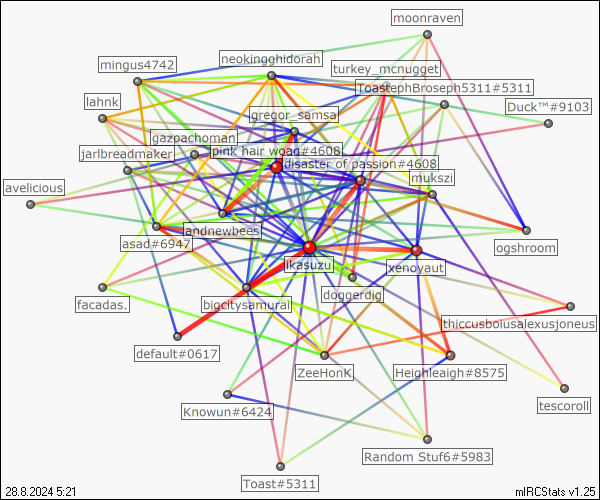 moonraven
neokingghidorah
mingus4742
turkey_mcnugget
ToastephBroseph5311#5311
lahnk
Duck™#9103
gregor_samsa
gazpachoman
pink hair woag#4608
jarlbreadmaker
disaster of passion#4608
mukszi
avelicious
landnewbees
asad#6947
ogshroom
ikasuzu
xenoyaut
doggerdig
facadas.
bigcitysamurai
thiccusboiusalexusjoneus
default#0617
ZeeHonK
Heighleaigh#8575
tescoroll
Knowun#6424
Random Stuf6#5983
Toast#5311
28.8.2024 5:21
mIRCStats v1.25